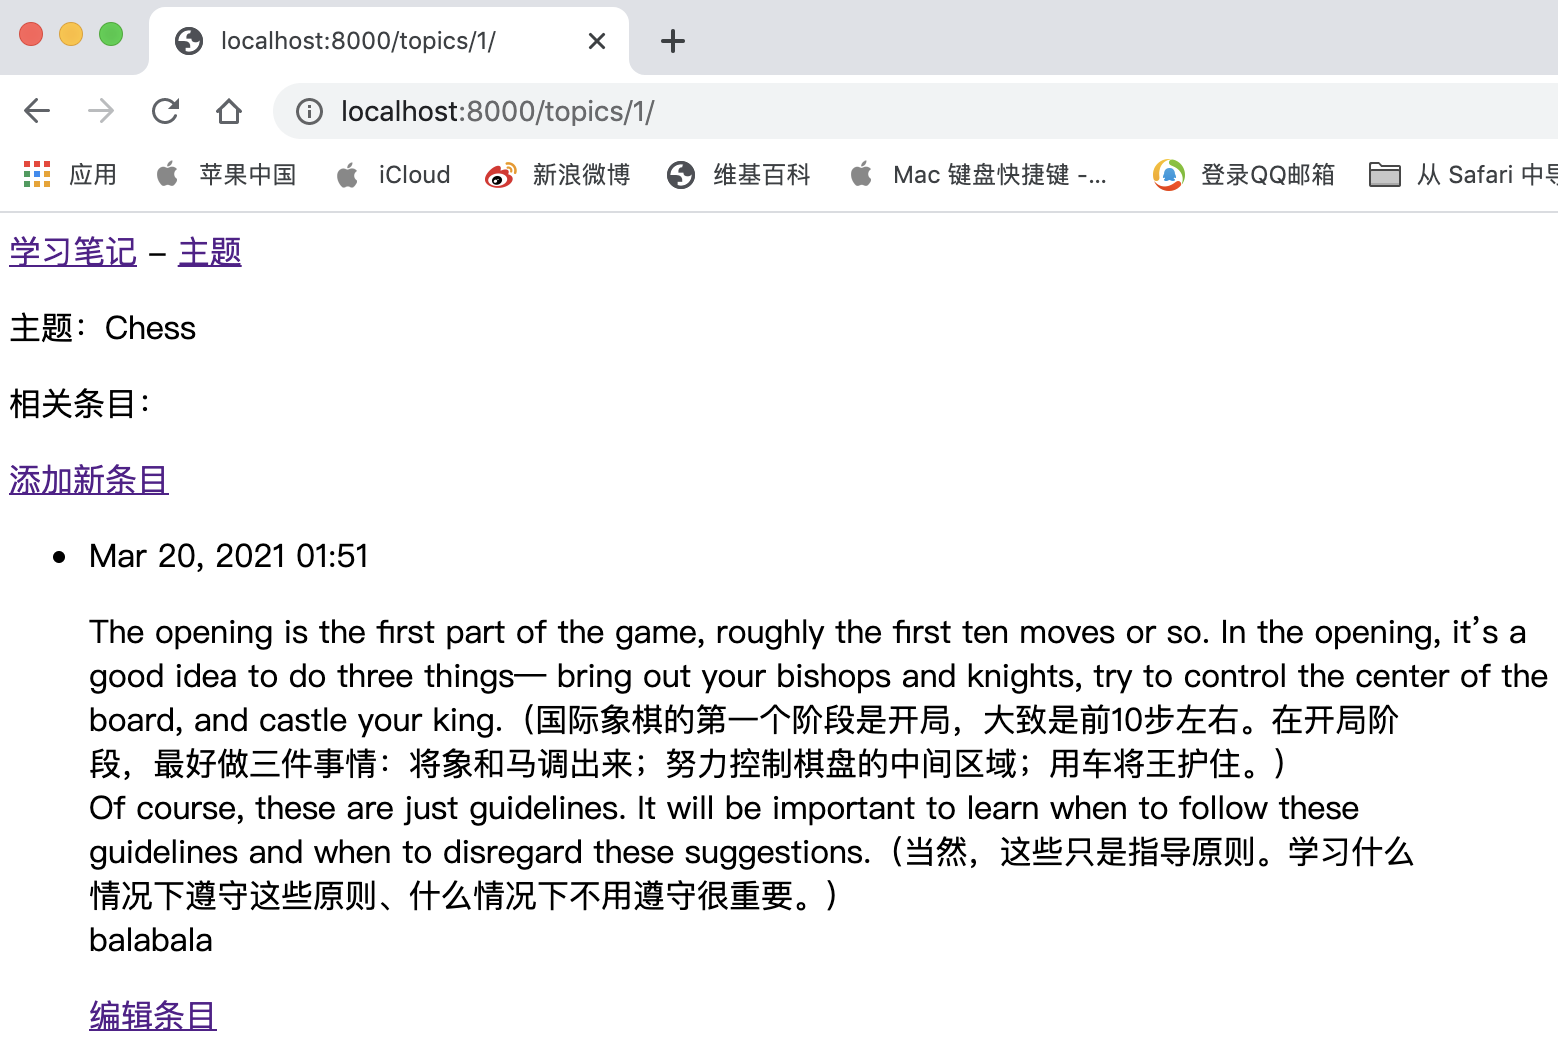 localhost:8000/topics/1/
localhost:8000/topics/1/
应用 苹果中国 iCloud 新浪微博 维基百科 Mac 键盘快捷键 -... 登录QQ邮箱 从 Safari 中导
学习笔记 - 主题
主题：Chess
相关条目：
添加新条目
Mar 20, 2021 01:51
The opening is the first part of the game, roughly the first ten moves or so. In the opening, it’s a
good idea to do three things— bring out your bishops and knights, try to control the center of the
board, and castle your king.（国际象棋的第一个阶段是开局，大致是前10步左右。在开局阶
段，最好做三件事情：将象和马调出来；努力控制棋盘的中间区域；用车将王护住。）
Of course, these are just guidelines. It will be important to learn when to follow these
guidelines and when to disregard these suggestions.（当然，这些只是指导原则。学习什么
情况下遵守这些原则、什么情况下不用遵守很重要。）
balabala
编辑条目